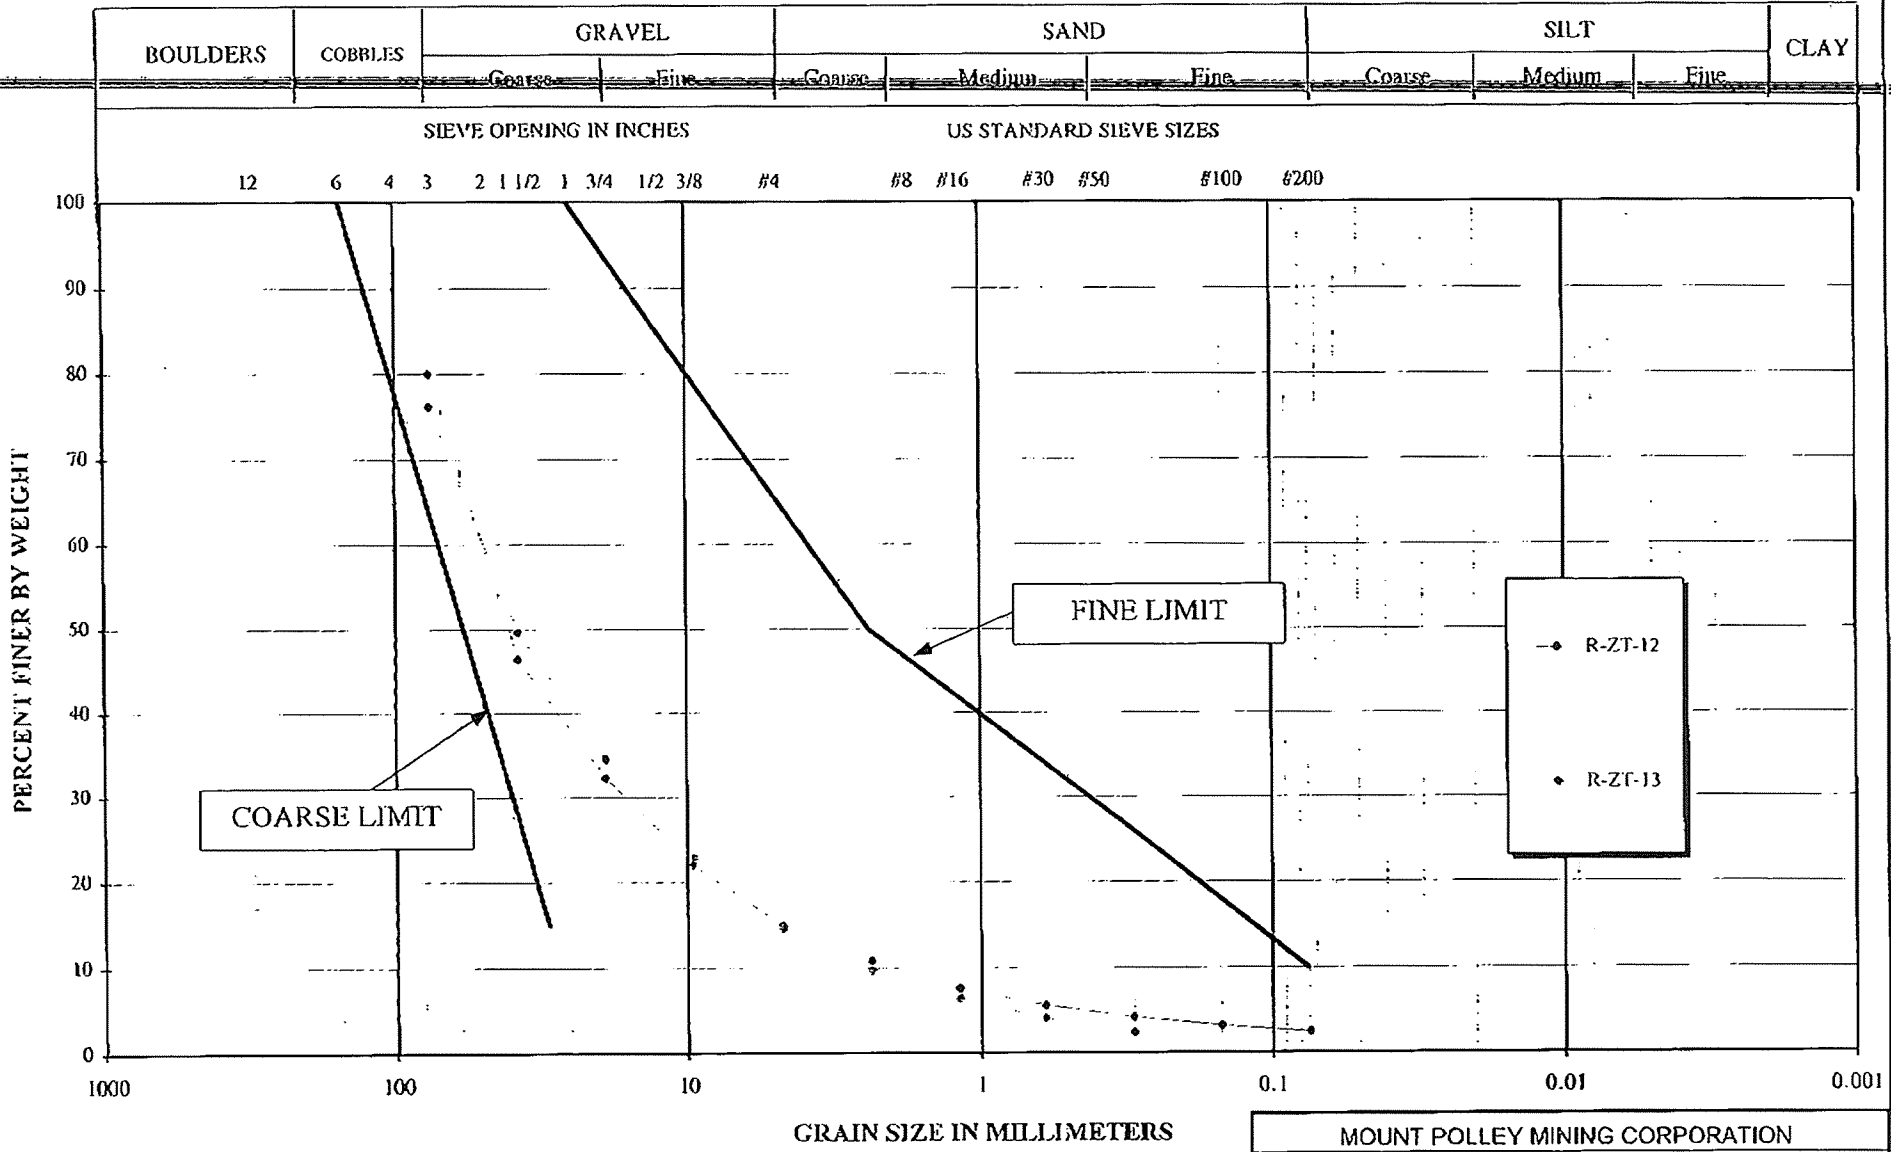 GRAVEL SAND SILT
BOULDERS COBBLES CLAY
Coarse Fine Coarse Medium Fine Coarse Medium Fine
SIEVE OPENING IN INCHES US STANDARD SIEVE SIZES
12 6 4 3 2 1 1/2 1 3/4 1/2 3/8 #4 #8 #16 #30 #50 #100 #200
100
90
80
70
60
50
40
30
20
10
0
PERCENT FINER BY WEIGHT
FINE LIMIT
R-ZT-12
R-ZT-13
COARSE LIMIT
1000 100 10 1 0.1 0.01 0.001
GRAIN SIZE IN MILLIMETERS
MOUNT POLLEY MINING CORPORATION